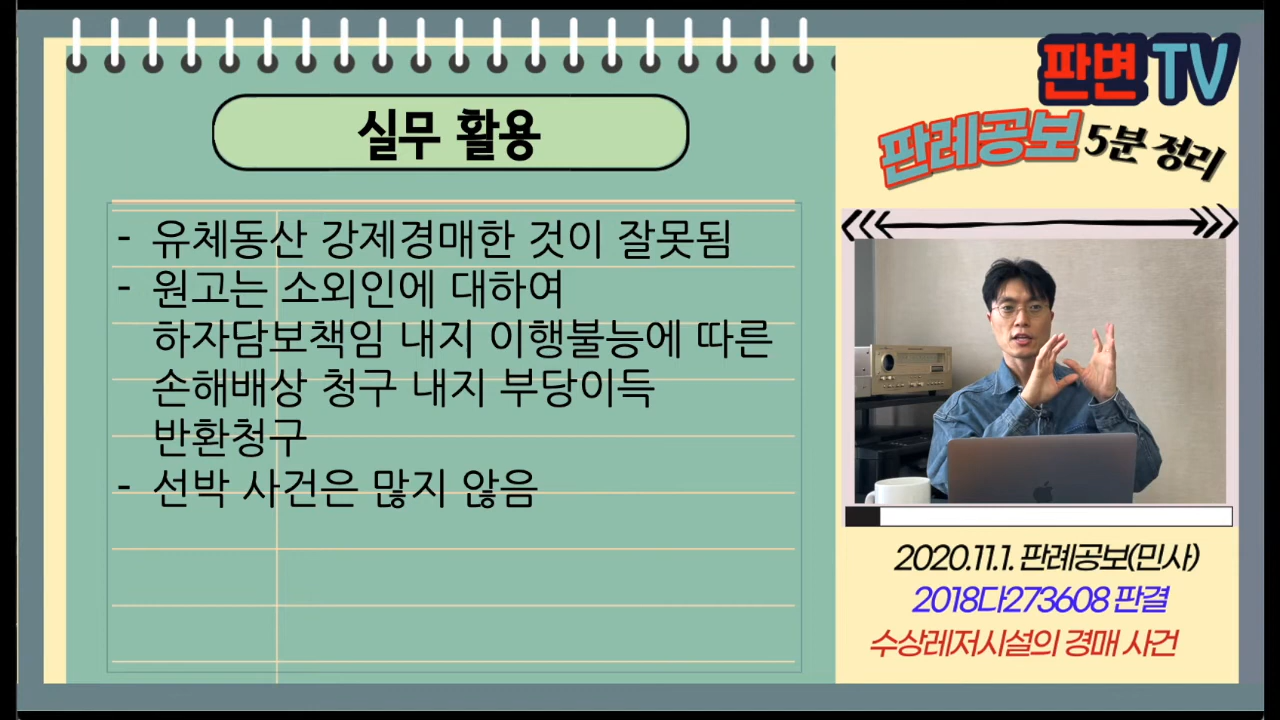 실무 활용
- 유체동산 강제경매한 것이 잘못됨
- 원고는 소외인에 대하여
하자담보책임 내지 이행불능에 따른
손해배상 청구 내지 부당이득
반환청구
- 선박 사건은 많지 않음
판변 TV
판례공보 5분 정리
2020.11.1. 판례공보(민사)
2018다273608 판결
수상레저시설의 경매 사건